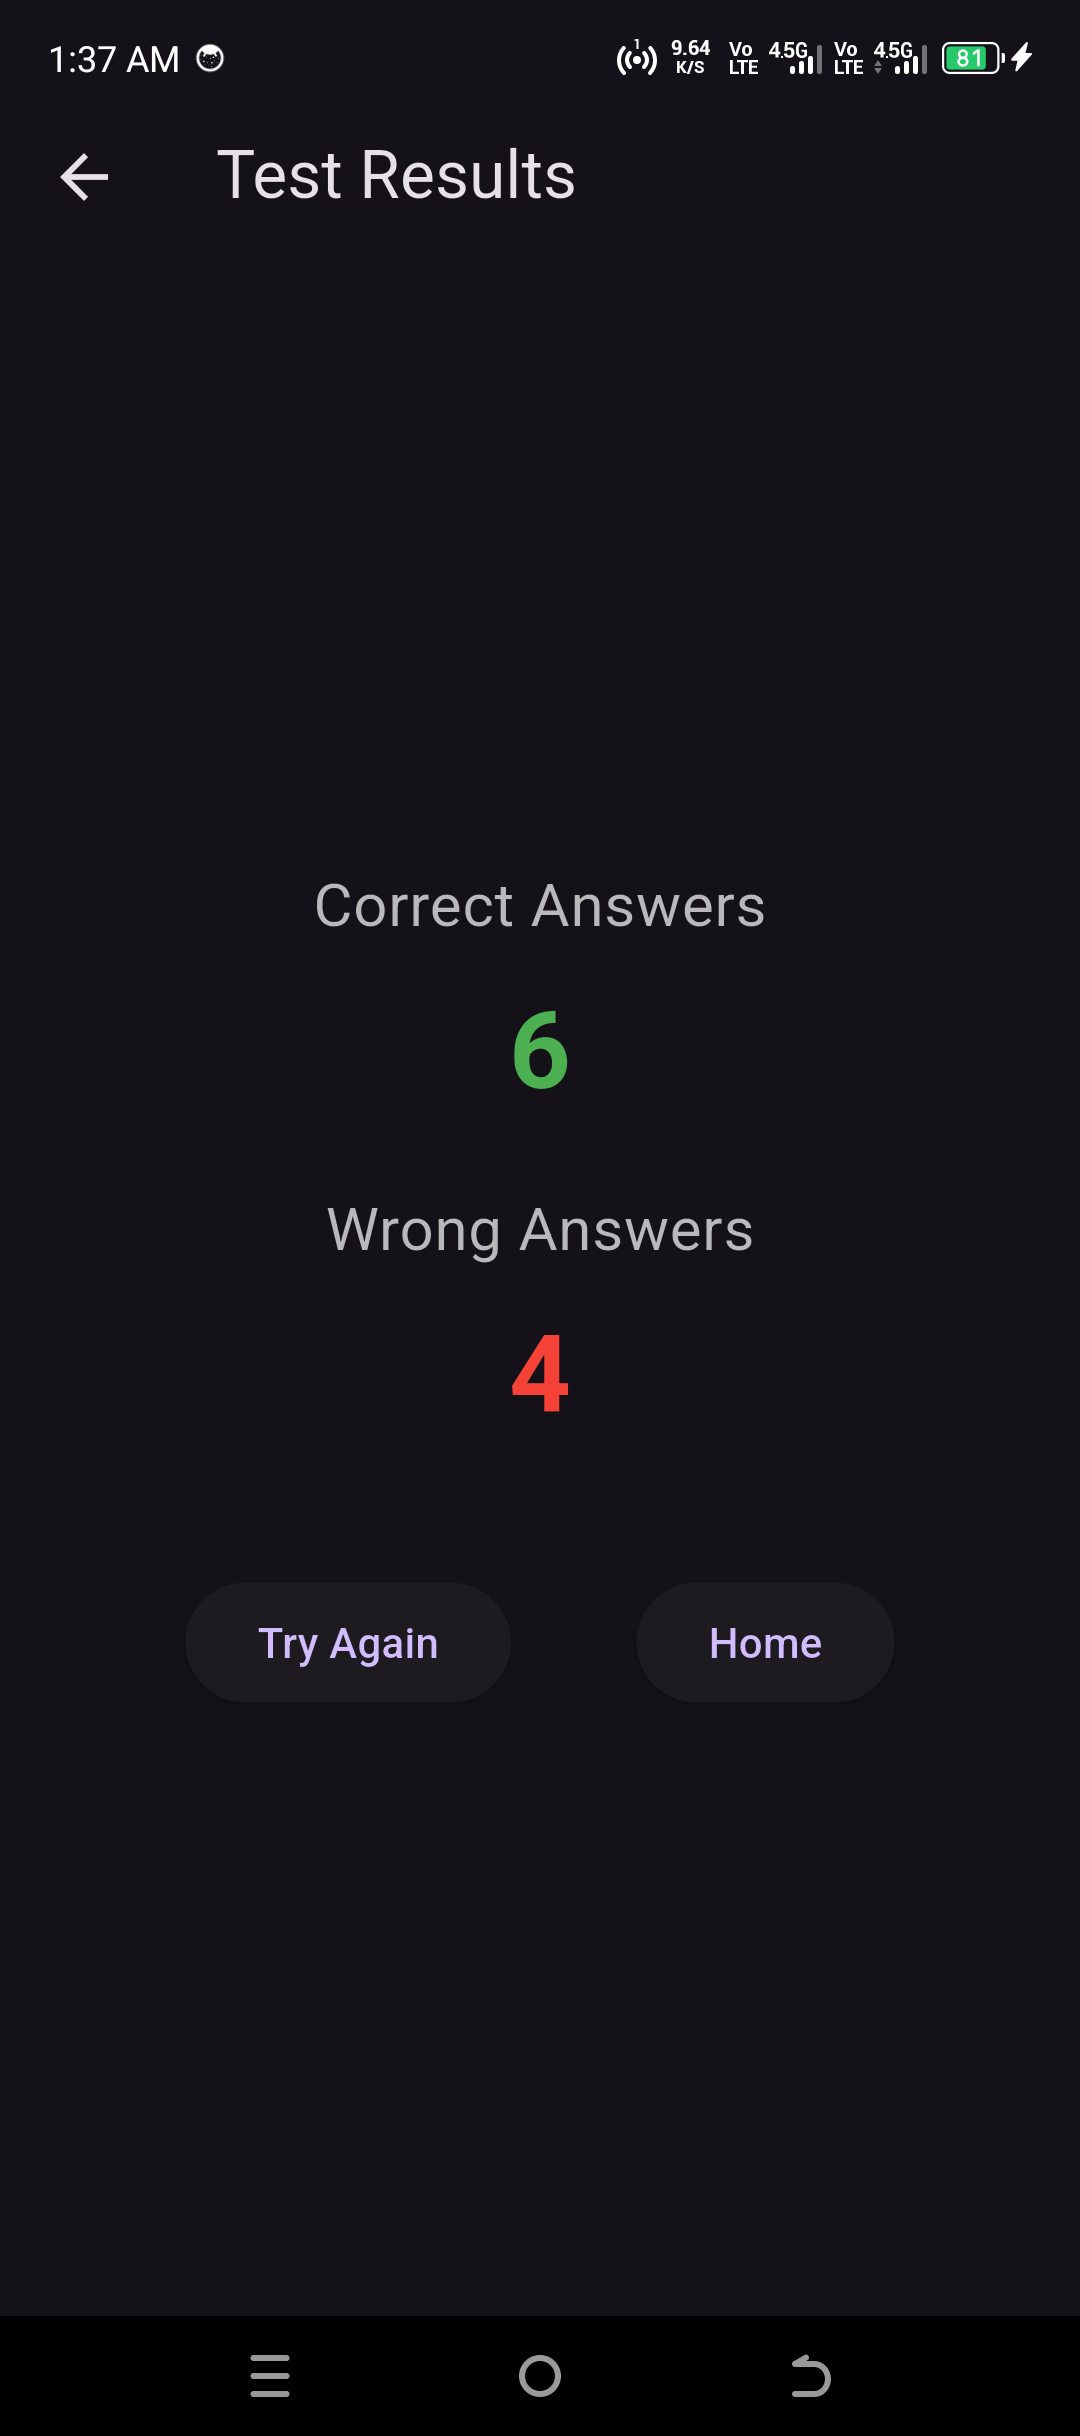 1:37 AM
1
9.64
K/S
Vo
LTE
4.5G
Vo
LTE
4.5G
81
Test Results
Correct Answers
6
Wrong Answers
4
Try Again
Home